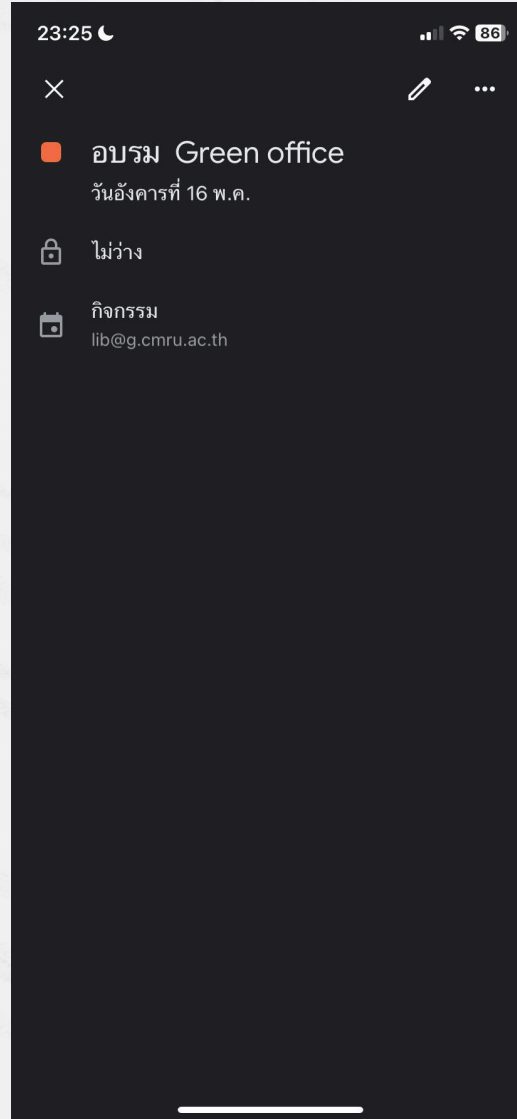 23:25
86
อบรม Green office
วันอังคารที่ 16 พ.ค.
ไม่ว่าง
กิจกรรม
lib@g.cmru.ac.th